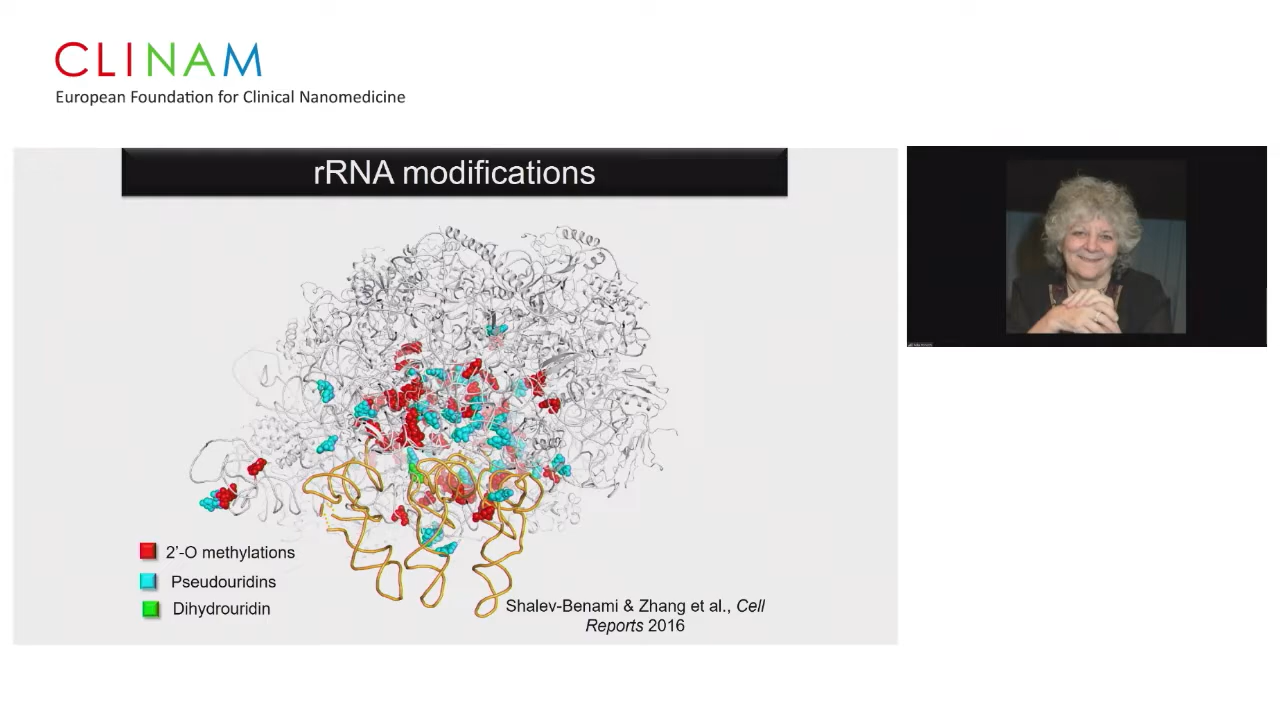 CLINAM
European Foundation for Clinical Nanomedicine
rRNA modifications
2'-O methylations
Pseudouridins
Dihydrouridin
Shalev-Benami & Zhang et al., Cell
Reports 2016